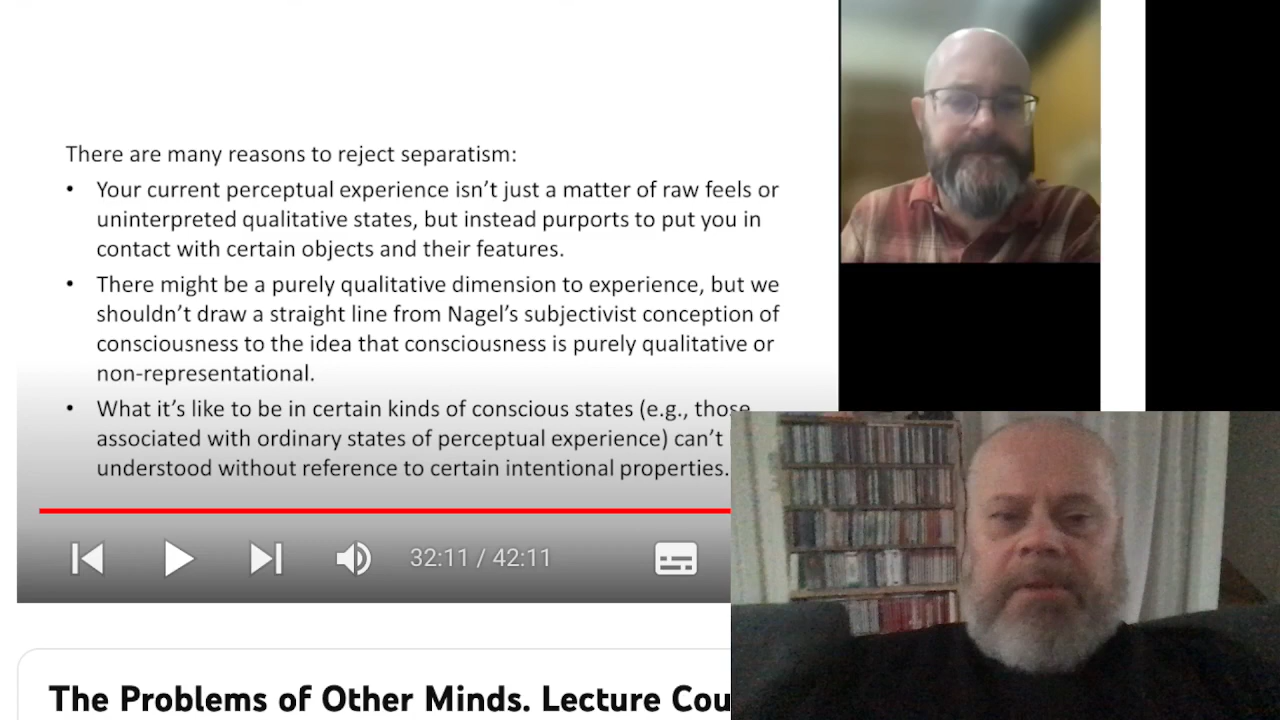 There are many reasons to reject separatism:
• Your current perceptual experience isn't just a matter of raw feels or
uninterpreted qualitative states, but instead purports to put you in
contact with certain objects and their features.
• There might be a purely qualitative dimension to experience, but we
shouldn't draw a straight line from Nagel's subjectivist conception of
consciousness to the idea that consciousness is purely qualitative or
non-representational.
• What it's like to be in certain kinds of conscious states (e.g., those
associated with ordinary states of perceptual experience) can't
understood without reference to certain intentional properties.
32:11 / 42:11
The Problems of Other Minds. Lecture Cou